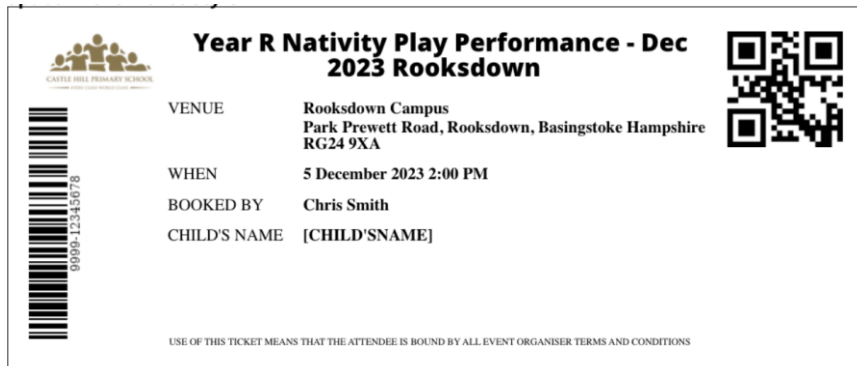 CASTLE HILL PRIMARY SCHOOL
Year R Nativity Play Performance - Dec
2023 Rooksdown
VENUE Rooksdown Campus
Park Prewett Road, Rooksdown, Basingstoke Hampshire
RG24 9XA
WHEN 5 December 2023 2:00 PM
BOOKED BY Chris Smith
CHILD'S NAME [CHILD'SNAME]
9999-12345678
USE OF THIS TICKET MEANS THAT THE ATTENDEE IS BOUND BY ALL EVENT ORGANISER TERMS AND CONDITIONS